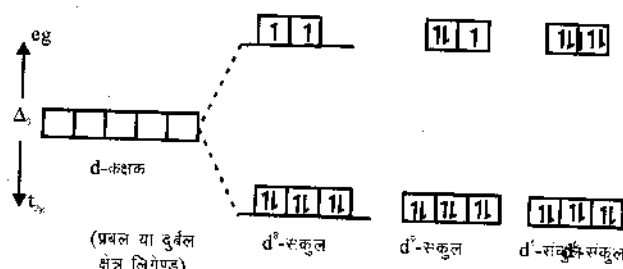 eg
Δ₀
d-कक्षक
t₂g
(प्रबल या दुर्बल
क्षेत्र लिगेण्ड)
d⁸-संकुल
d⁹-संकुल